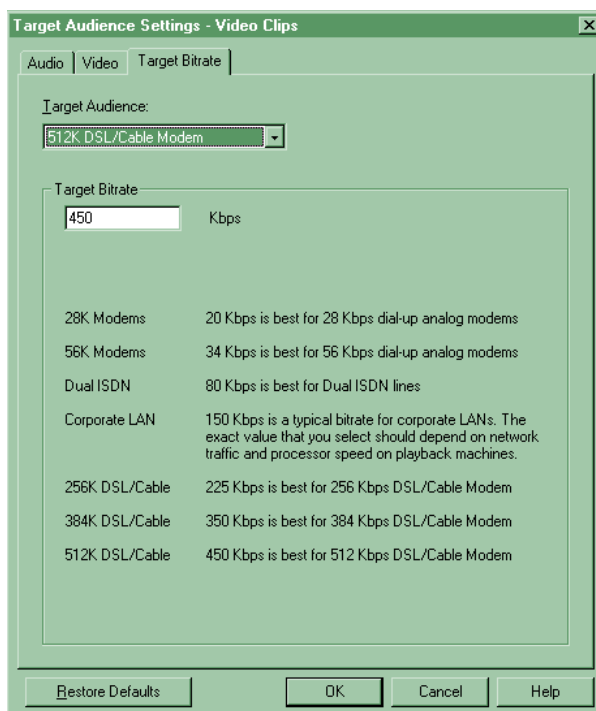 Target Audience Settings - Video Clips
Audio Video Target Bitrate
Target Audience:
512K DSL/Cable Modem
Target Bitrate
450 Kbps
28K Modems 20 Kbps is best for 28 Kbps dial-up analog modems
56K Modems 34 Kbps is best for 56 Kbps dial-up analog modems
Dual ISDN 80 Kbps is best for Dual ISDN lines
Corporate LAN 150 Kbps is a typical bitrate for corporate LANs. The
exact value that you select should depend on network
traffic and processor speed on playback machines.
256K DSL/Cable 225 Kbps is best for 256 Kbps DSL/Cable Modem
384K DSL/Cable 350 Kbps is best for 384 Kbps DSL/Cable Modem
512K DSL/Cable 450 Kbps is best for 512 Kbps DSL/Cable Modem
Restore Defaults OK Cancel Help